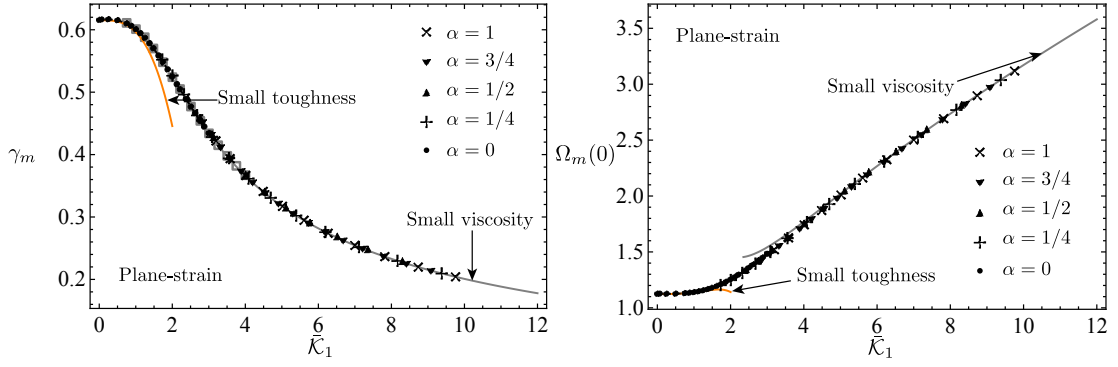 0.6
0.5
0.4
0.3
0.2
γ_m
× α = 1
▼ α = 3/4
▲ α = 1/2
+ α = 1/4
● α = 0
Small toughness
Small viscosity
Plane-strain
0 2 4 6 8 10 12
K̄₁
3.5
3.0
2.5
2.0
1.5
1.0
Ω_m(0)
Plane-strain
Small viscosity
× α = 1
▼ α = 3/4
▲ α = 1/2
+ α = 1/4
● α = 0
Small toughness
0 2 4 6 8 10 12
K̄₁